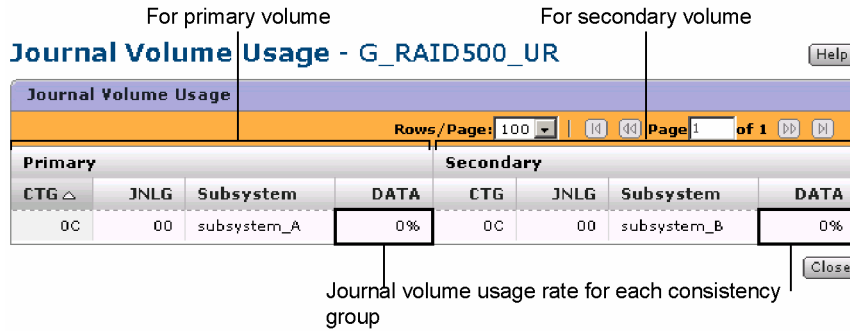 For primary volume
For secondary volume
Journal Volume Usage - G_RAID500_UR
Help
Journal Volume Usage
Rows/Page: 100 Page 1 of 1
Primary Secondary
CTG JNLG Subsystem DATA CTG JNLG Subsystem DATA
0C 00 subsystem_A 0% 0C 00 subsystem_B 0%
Close
Journal volume usage rate for each consistency
group